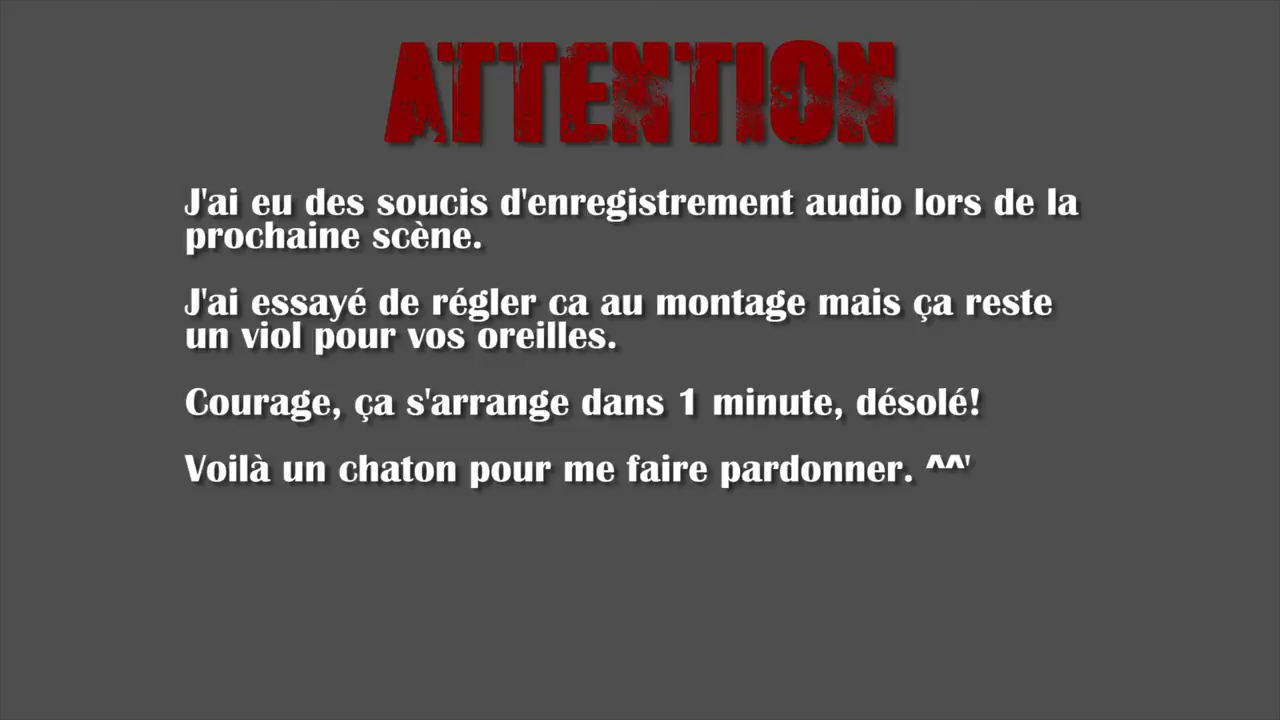 ATTENTION
J'ai eu des soucis d'enregistrement audio lors de la
prochaine scène.
J'ai essayé de régler ca au montage mais ça reste
un viol pour vos oreilles.
Courage, ça s'arrange dans 1 minute, désolé!
Voilà un chaton pour me faire pardonner. ^^'